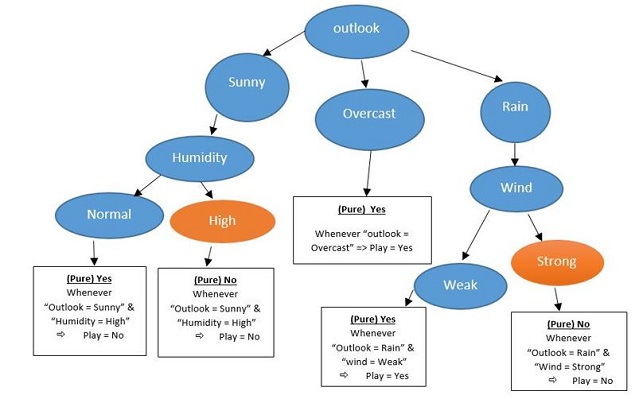 outlook
Sunny
Overcast
Rain
Humidity
Wind
Normal
High
Weak
Strong
(Pure) Yes
Whenever "outlook =
Overcast" => Play = Yes
(Pure) Yes
Whenever
"Outlook = Sunny" &
"Humidity = High"
⇨ Play = No
(Pure) No
Whenever
"Outlook = Sunny" &
"Humidity = High"
⇨ Play = No
(Pure) Yes
Whenever
"Outlook = Rain" &
"wind = Weak"
⇨ Play = Yes
(Pure) No
Whenever
"Outlook = Rain" &
"Wind = Strong"
⇨ Play = No